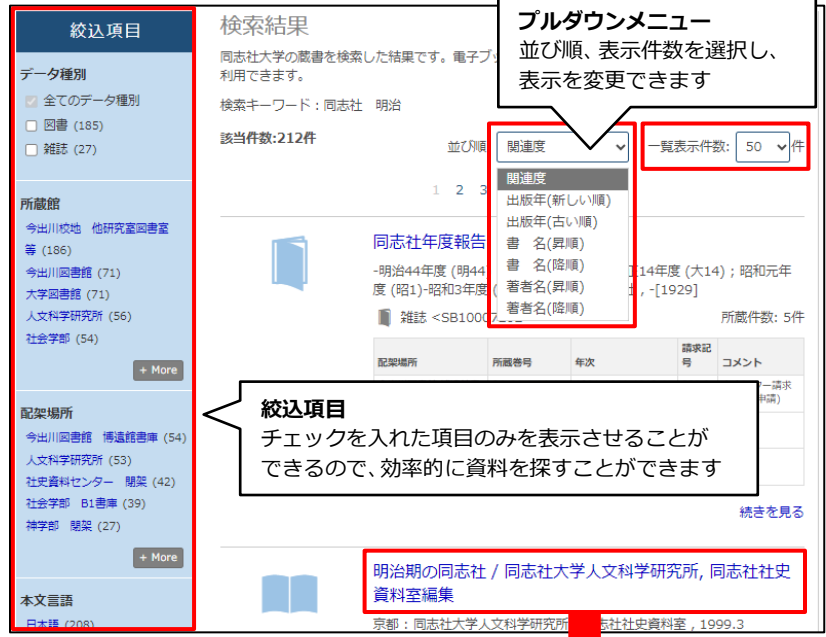 絞込項目
データ種別
全てのデータ種別
図書 (185)
雑誌 (27)
所蔵館
今出川校地 他研究室図書室
等 (186)
今出川図書館 (71)
大学図書館 (71)
人文科学研究所 (56)
社会学部 (54)
+ More
配架場所
今出川図書館 博遠館書庫 (54)
人文科学研究所 (53)
社史資料センター 閉架 (42)
社会学部 B1書庫 (39)
神学部 閉架 (27)
+ More
本文言語
日本語 (208)
検索結果
同志社大学の蔵書を検索した結果です。電子ブッ
利用できます。
検索キーワード:同志社 明治
該当件数:212件
プルダウンメニュー
並び順、表示件数を選択し、
表示を変更できます
並び順
関連度
一覧表示件数: 50 件
関連度
出版年(新しい順)
出版年(古い順)
書 名(昇順)
書 名(降順)
著者名(昇順)
著者名(降順)
1 2 3
同志社年度報告
-明治44年度 (明44
14年度 (大14) ; 昭和元年
度 (昭1)-昭和3年度 (
, -[1929]
雑誌 <SB1000
所蔵件数: 5件
配架場所 所蔵巻号 年次 請求記号 コメント
ー請求
申請)
絞込項目
チェックを入れた項目のみを表示させることが
できるので、効率的に資料を探すことができます
続きを見る
明治期の同志社 / 同志社大学人文科学研究所, 同志社社史
資料室編集
京都 : 同志社大学人文科学研究所
志社社史資料室 , 1999.3